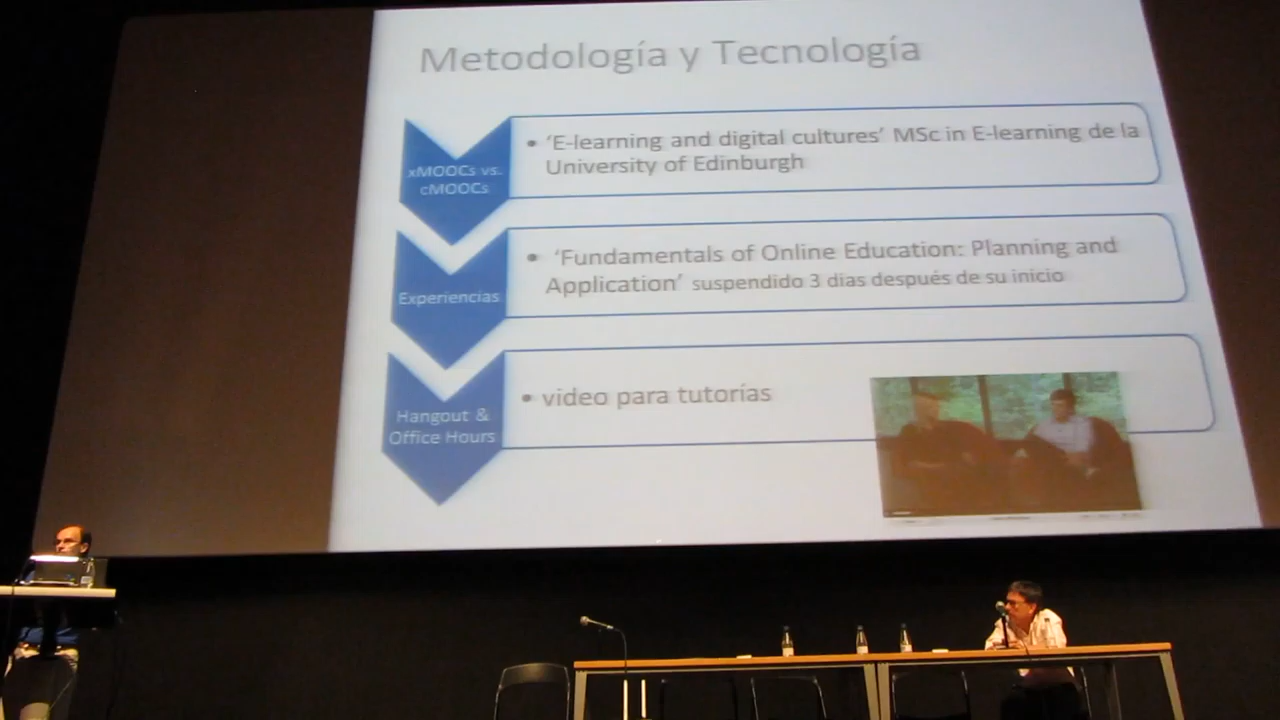 Metodología y Tecnología
xMOOCs vs.
cMOOCs
• 'E-learning and digital cultures' MSc in E-learning de la
University of Edinburgh
Experiencias
• 'Fundamentals of Online Education: Planning and
Application' suspendido 3 dias después de su inicio
Hangout &
Office Hours
• video para tutorías